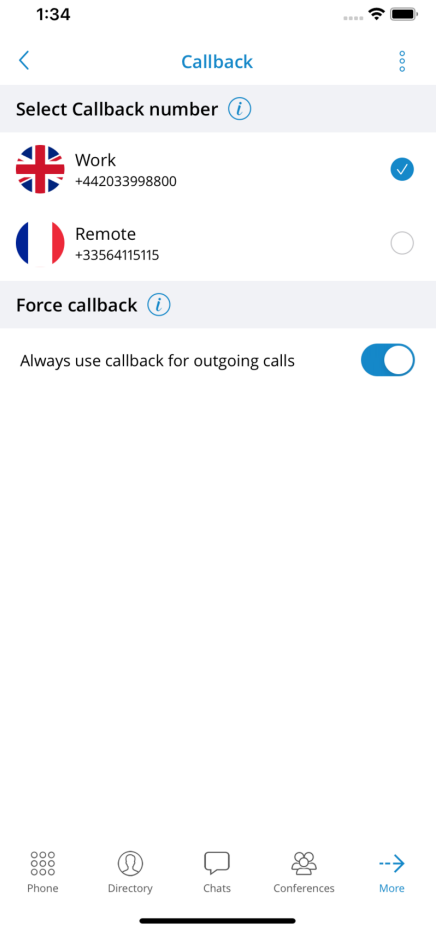 1:34
Callback
Select Callback number i
Work
+442033998800
Remote
+33564115115
Force callback i
Always use callback for outgoing calls
Phone Directory Chats Conferences More